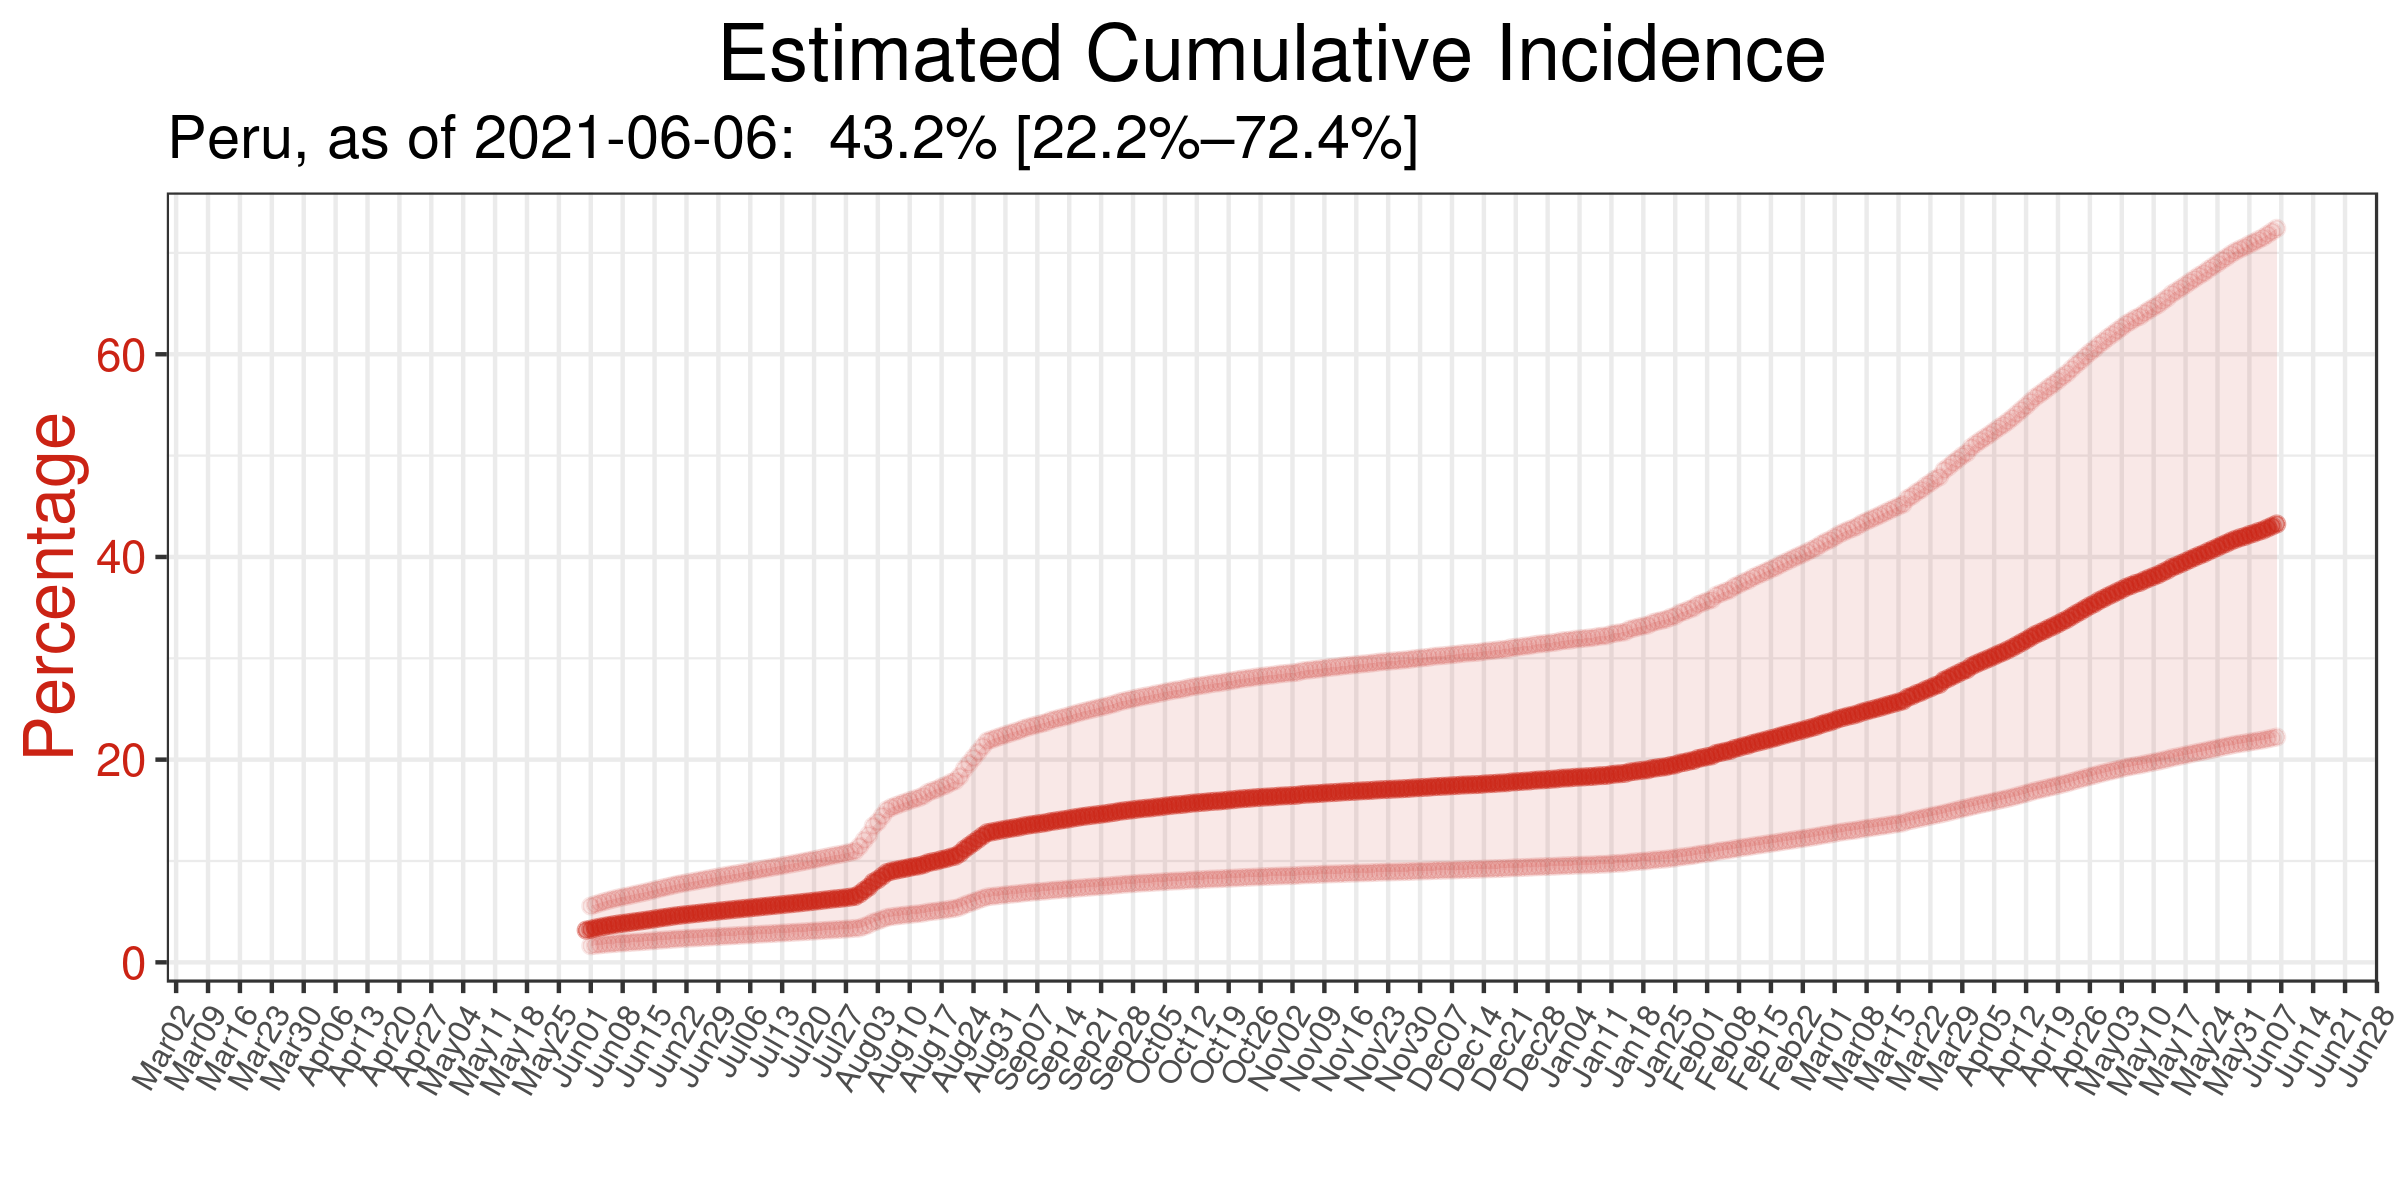 Estimated Cumulative Incidence
Peru, as of 2021-06-06:  43.2% [22.2%–72.4%]
Percentage
60
40
20
0
Mar02
Mar09
Mar16
Mar23
Mar30
Apr06
Apr13
Apr20
Apr27
May04
May11
May18
May25
Jun01
Jun08
Jun15
Jun22
Jun29
Jul06
Jul13
Jul20
Jul27
Aug03
Aug10
Aug17
Aug24
Aug31
Sep07
Sep14
Sep21
Sep28
Oct05
Oct12
Oct19
Oct26
Nov02
Nov09
Nov16
Nov23
Nov30
Dec07
Dec14
Dec21
Dec28
Jan04
Jan11
Jan18
Jan25
Feb01
Feb08
Feb15
Feb22
Mar01
Mar08
Mar15
Mar22
Mar29
Apr05
Apr12
Apr19
Apr26
May03
May10
May17
May24
May31
Jun07
Jun14
Jun21
Jun28